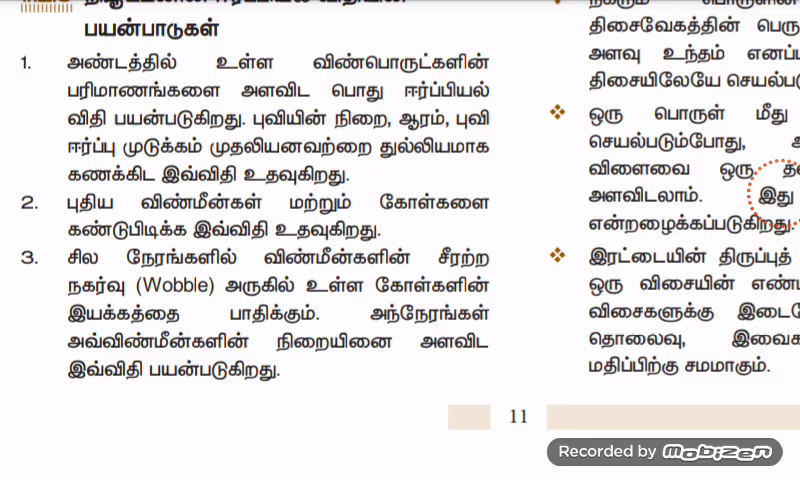 பயன்பாடுகள்
1. அண்டத்தில் உள்ள விண்பொருட்களின்
பரிமாணங்களை அளவிட பொது ஈர்ப்பியல்
விதி பயன்படுகிறது. புவியின் நிறை, ஆரம், புவி
ஈர்ப்பு முடுக்கம் முதலியனவற்றை துல்லியமாக
கணக்கிட இவ்விதி உதவுகிறது.
2. புதிய விண்மீன்கள் மற்றும் கோள்களை
கண்டுபிடிக்க இவ்விதி உதவுகிறது.
3. சில நேரங்களில் விண்மீன்களின் சீரற்ற
நகர்வு (Wobble) அருகில் உள்ள கோள்களின்
இயக்கத்தை பாதிக்கும். அந்நேரங்கள்
அவ்விண்மீன்களின் நிறையினை அளவிட
இவ்விதி பயன்படுகிறது.
திசைவேகத்தின் பெரு
அளவு உந்தம் எனப்ப
திசையிலேயே செயல்படு
❖ ஒரு பொருள் மீது
செயல்படும்போது,
விளைவை ஒரு
அளவிடலாம். இது
என்றழைக்கப்படுகிறது.
❖ இரட்டையின் திருப்புத்
ஒரு விசையின் எண்
விசைகளுக்கு இடையே
தொலைவு, இவைக
மதிப்பிற்கு சமமாகும்.
11
Recorded by mobizen